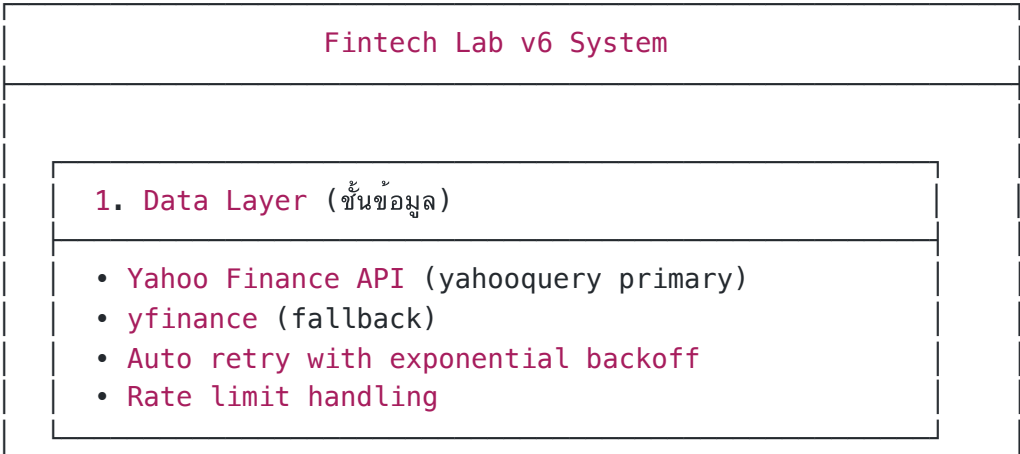 Fintech Lab v6 System
1. Data Layer (ชั้นข้อมูล)
• Yahoo Finance API (yahooquery primary)
• yfinance (fallback)
• Auto retry with exponential backoff
• Rate limit handling